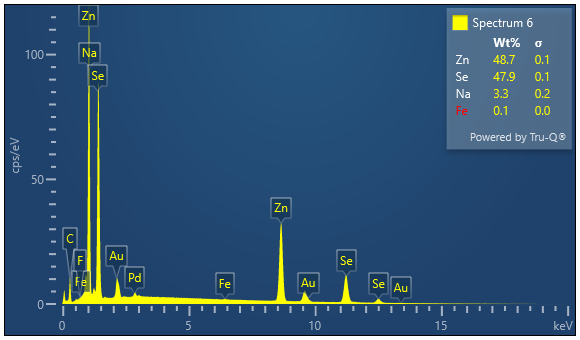 Spectrum 6
Wt% σ
Zn 48.7 0.1
Se 47.9 0.1
Na 3.3 0.2
Fe 0.1 0.0
Powered by Tru-Q®
cps/eV
100
50
0
Zn
Na
Se
C
F
Fe
Au
Pd
Fe
Zn
Au
Se
Se
Au
0 5 10 15 keV